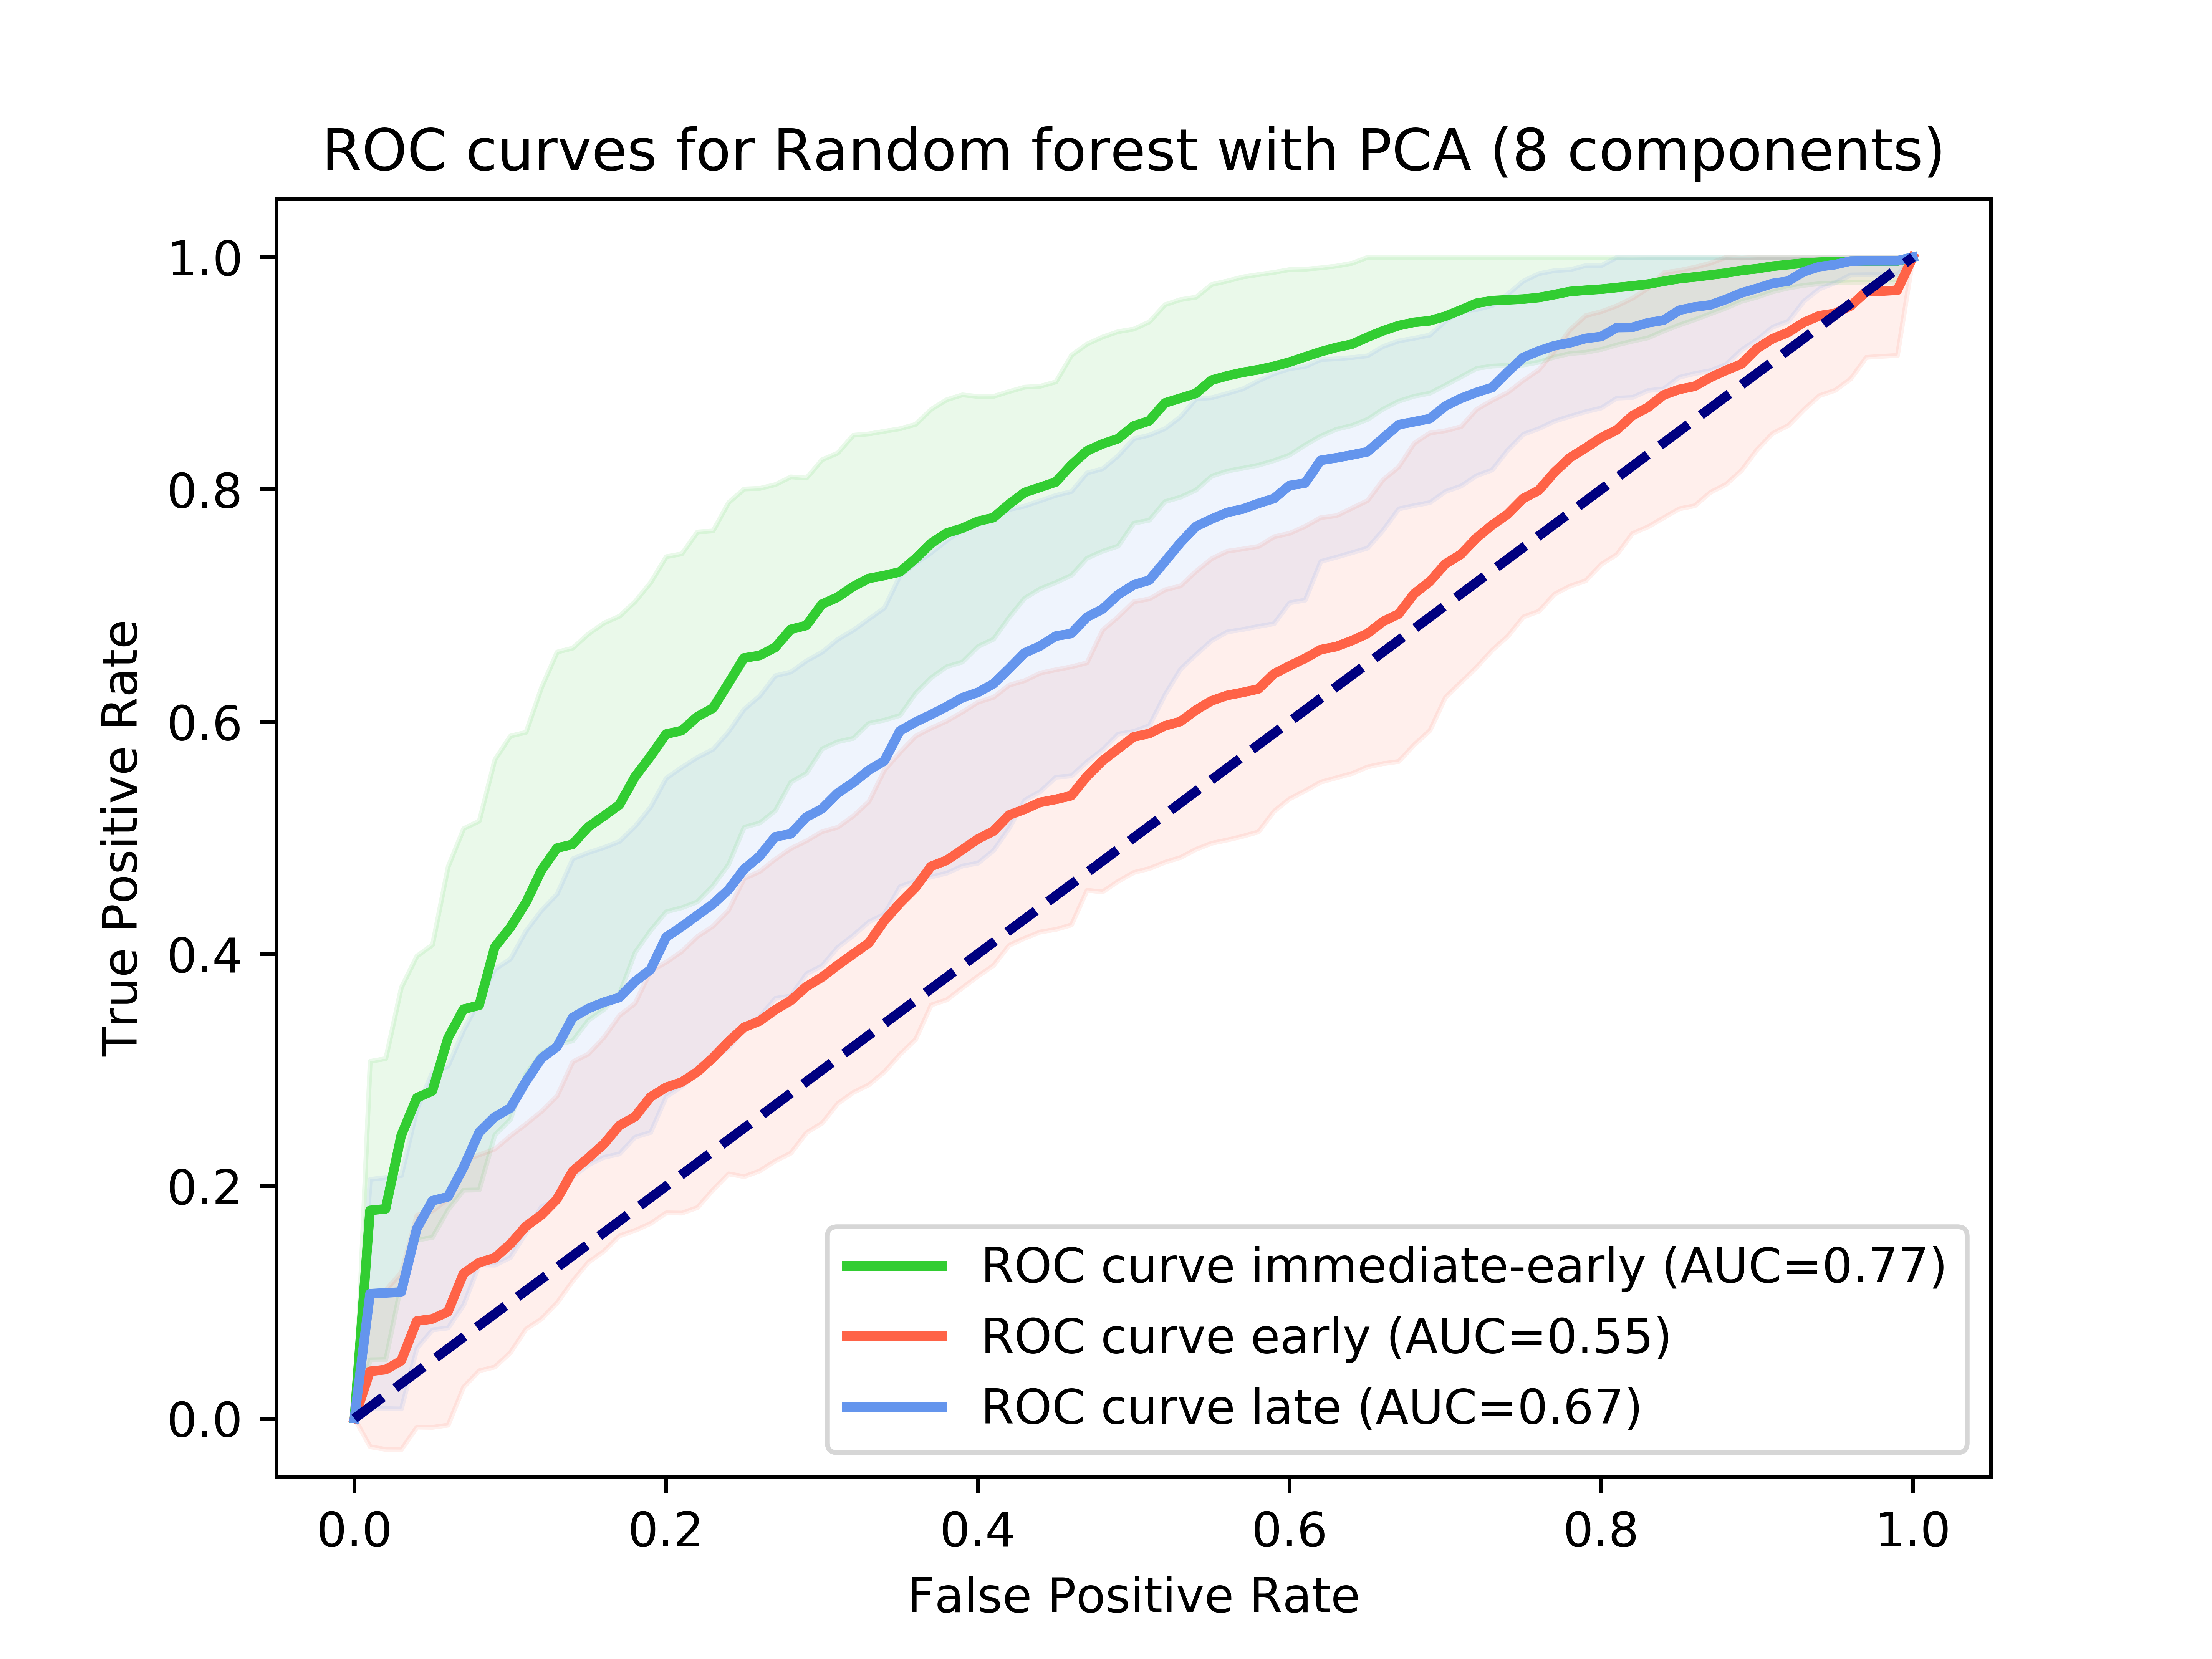 ROC curves for Random forest with PCA (8 components)
1.0
0.8
0.6
0.4
0.2
0.0
True Positive Rate
ROC curve immediate-early (AUC=0.77)
ROC curve early (AUC=0.55)
ROC curve late (AUC=0.67)
0.0 0.2 0.4 0.6 0.8 1.0
False Positive Rate